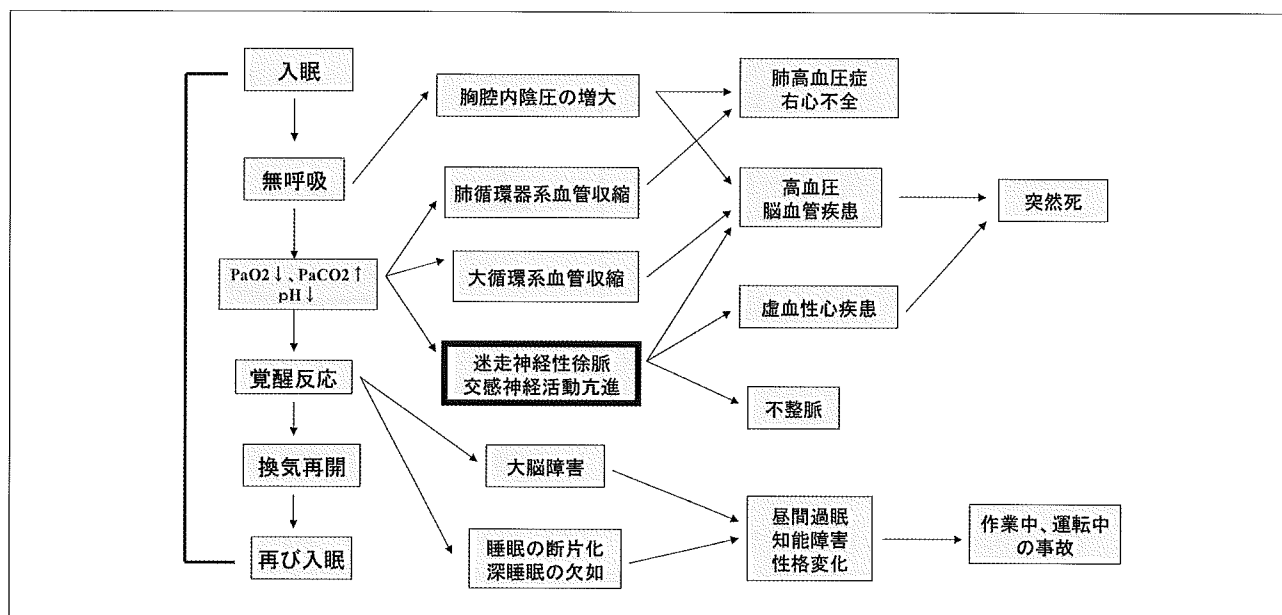 入眠
無呼吸
PaO2↓、PaCO2↑
pH↓
覚醒反応
換気再開
再び入眠
胸腔内陰圧の増大
肺循環器系血管収縮
大循環系血管収縮
迷走神経性徐脈
交感神経活動亢進
大脳障害
睡眠の断片化
深睡眠の欠如
肺高血圧症
右心不全
高血圧
脳血管疾患
虚血性心疾患
不整脈
昼間過眠
知能障害
性格変化
突然死
作業中、運転中
の事故